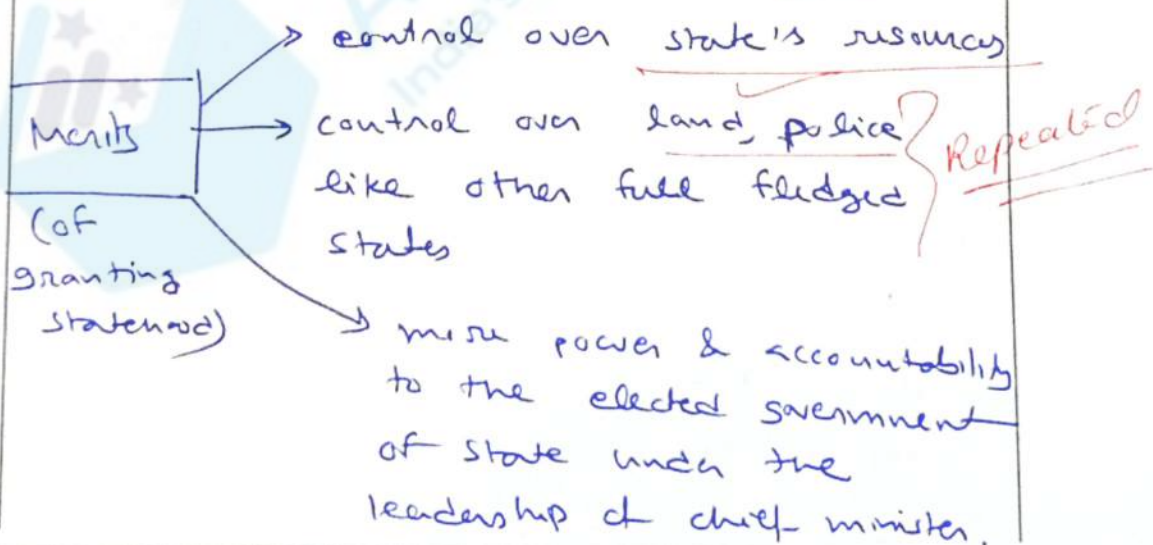 control over state's resources
Merits
control over land, police
like other full fledged
states
Repeated
(of
granting
statehood)
more power & accountability
to the elected government
of state under the
leadership of chief minister.
India's